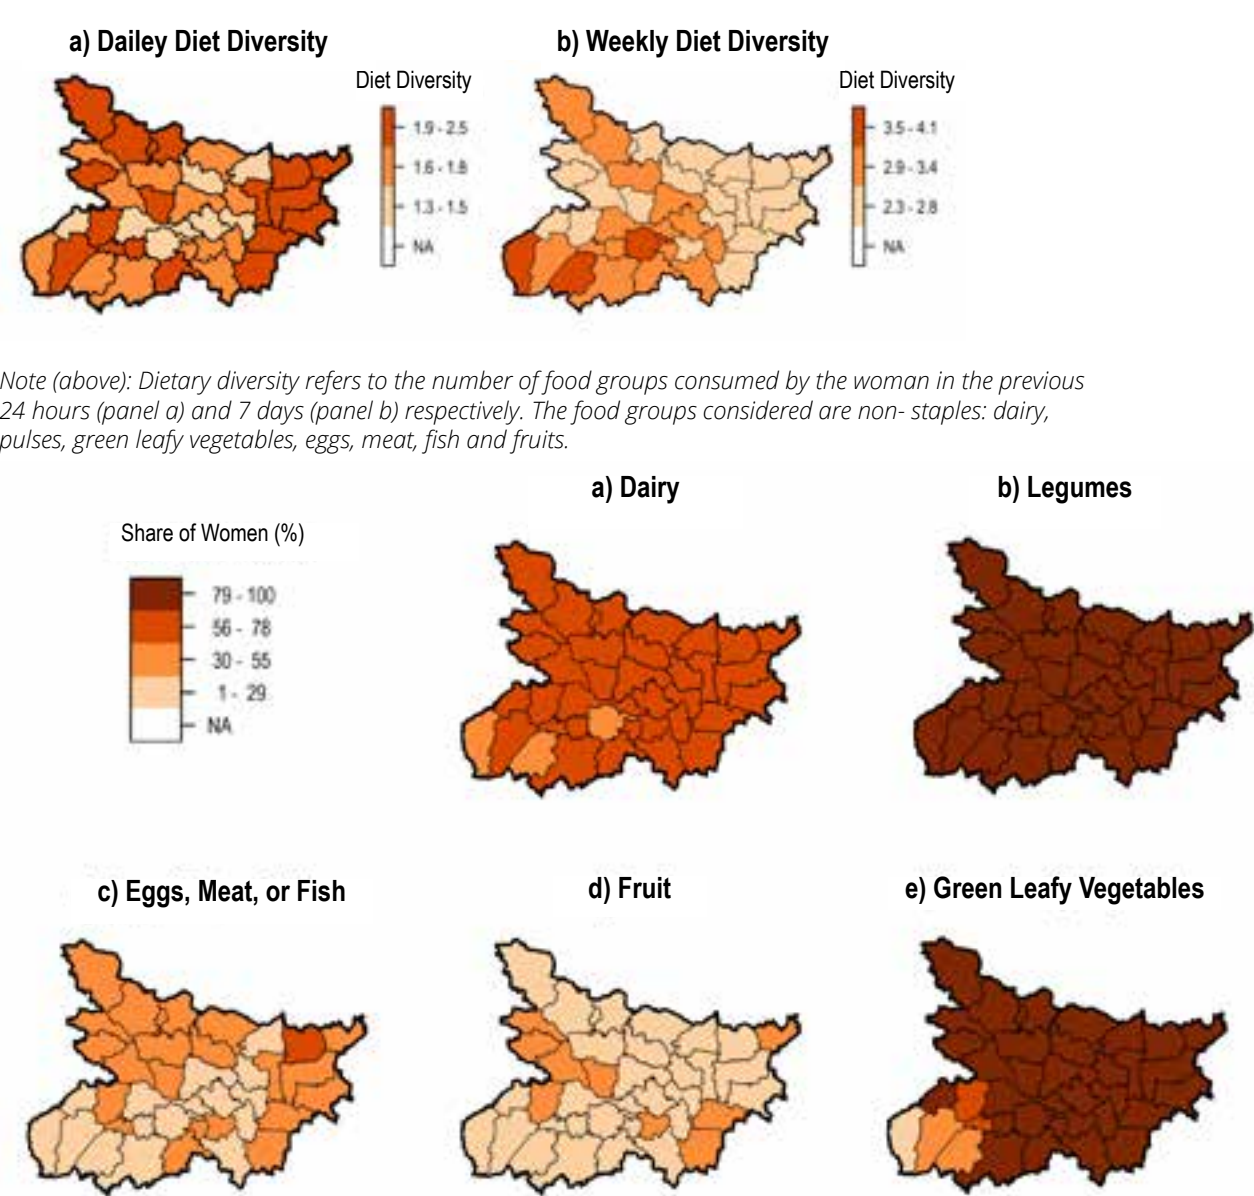 a) Dailey Diet Diversity
Diet Diversity
1.9 - 2.5
1.6 - 1.8
1.3 - 1.5
NA
b) Weekly Diet Diversity
Diet Diversity
3.5 - 4.1
2.9 - 3.4
2.3 - 2.8
NA
Note (above): Dietary diversity refers to the number of food groups consumed by the woman in the previous
24 hours (panel a) and 7 days (panel b) respectively. The food groups considered are non- staples: dairy,
pulses, green leafy vegetables, eggs, meat, fish and fruits.
Share of Women (%)
79 - 100
56 - 78
30 - 55
1 - 29
NA
a) Dairy
b) Legumes
c) Eggs, Meat, or Fish
d) Fruit
e) Green Leafy Vegetables